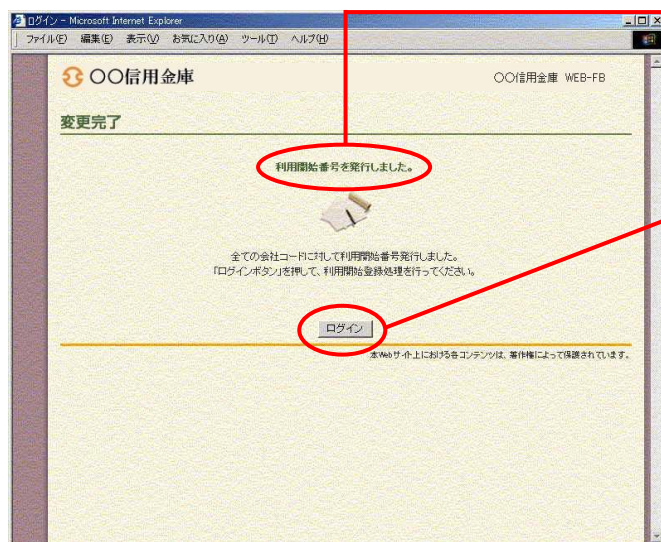 ログイン - Microsoft Internet Explorer
ファイル(F) 編集(E) 表示(V) お気に入り(A) ツール(T) ヘルプ(H)
〇〇信用金庫
〇〇信用金庫 WEB-FB
変更完了
利用開始番号を発行しました。
全ての会社コードに対して利用開始番号発行しました。
「ログインボタン」を押して、利用開始登録処理を行ってください。
ログイン
本Webサイト上における各コンテンツは、著作権によって保護されています。